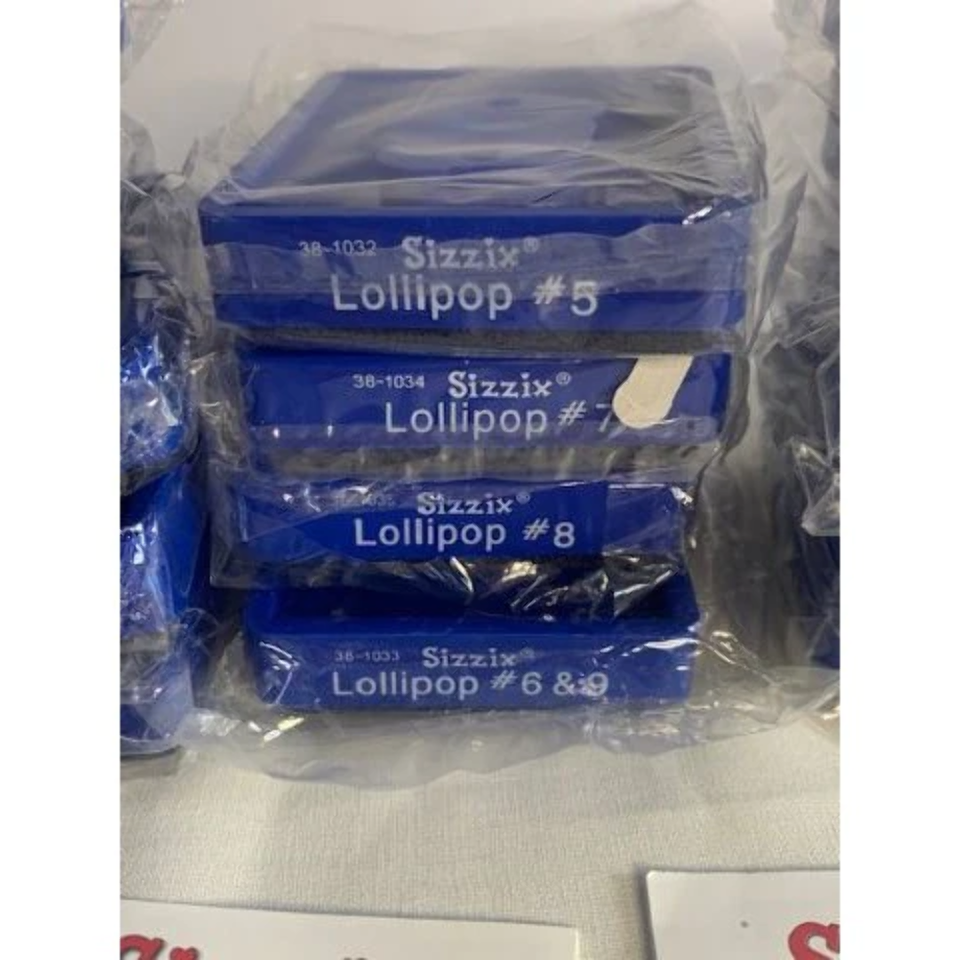 38-1032 Sizzix®
Lollipop #5
38-1034 Sizzix®
Lollipop #7
Sizzix®
Lollipop #8
38-1033 Sizzix®
Lollipop #6 & 9